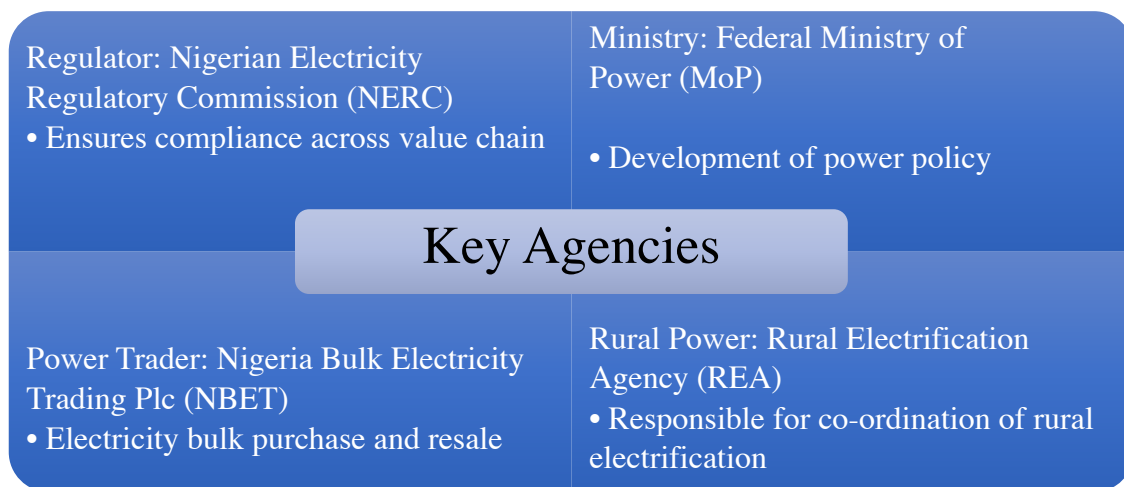 Regulator: Nigerian Electricity
Regulatory Commission (NERC)
• Ensures compliance across value chain
Ministry: Federal Ministry of
Power (MoP)
• Development of power policy
Key Agencies
Power Trader: Nigeria Bulk Electricity
Trading Plc (NBET)
• Electricity bulk purchase and resale
Rural Power: Rural Electrification
Agency (REA)
• Responsible for co-ordination of rural
electrification